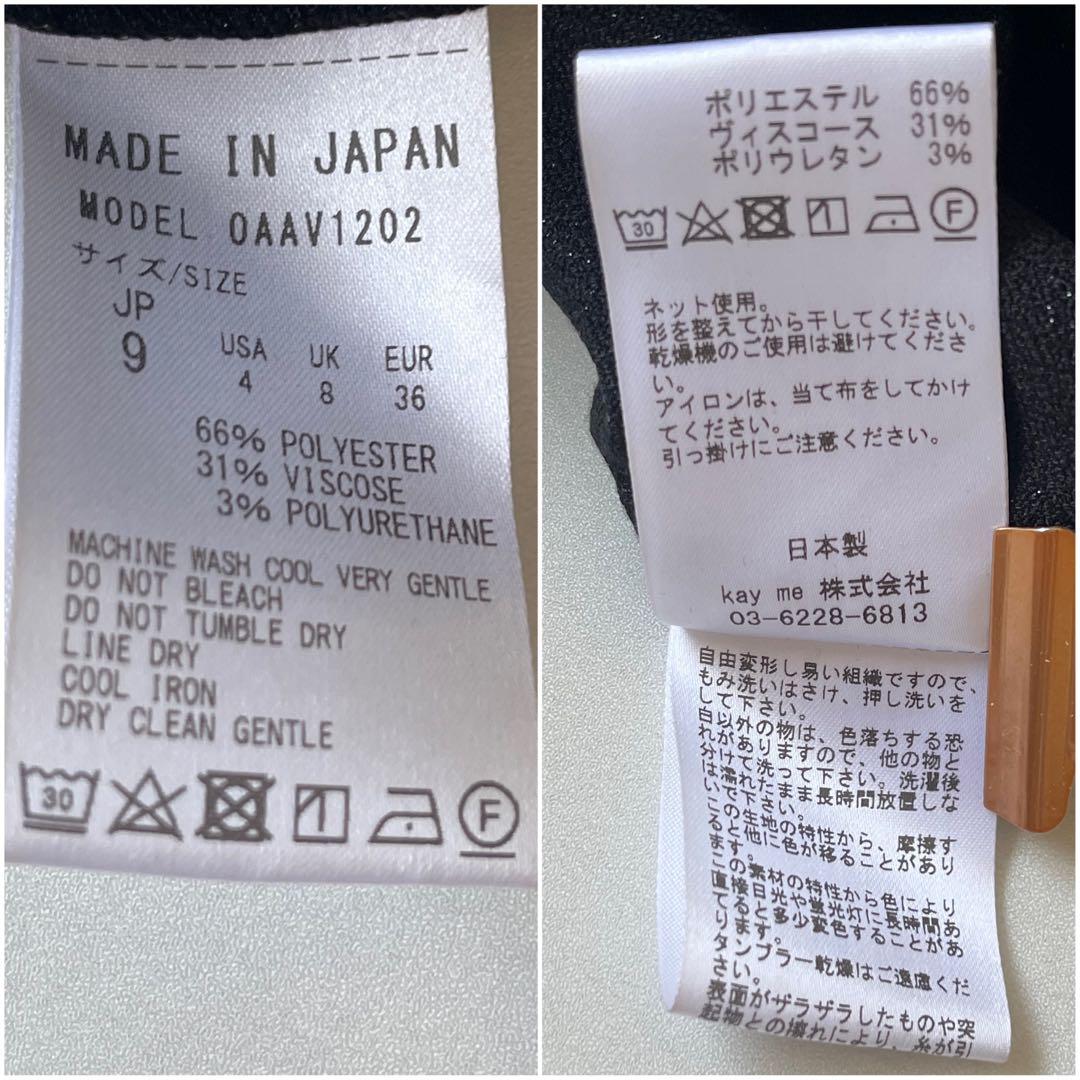 MADE IN JAPAN
MODEL 0AAV1202
サイズ/SIZE
JP
9
USA UK EUR
4 8 36
66% POLYESTER
31% VISCOSE
3% POLYURETHANE
MACHINE WASH COOL VERY GENTLE
DO NOT BLEACH
DO NOT TUMBLE DRY
LINE DRY
COOL IRON
DRY CLEAN GENTLE
30
F
ポリエステル 66%
ヴィスコース 31%
ポリウレタン 3%
30
F
ネット使用。
形を整えてから干してください。
乾燥機のご使用は避けてくださ
い。
アイロンは、当て布をしてかけ
てください。
引っ掛けにご注意ください。
日本製
kay me 株式会社
03-6228-6813
自由変形し易い組織ですので、
もみ洗いはさけ、押し洗いを
して下さい。
白以外の物は、色落ちする恐
れがありますので、他の物と
分けて洗って下さい。洗濯後
は濡れたまま長時間放置しな
いで下さい。
この生地の特性から、摩擦す
ると他に色が移ることがあり
ます。
この素材の特性から色により
直接日光や蛍光灯に長時間あ
てると多少変色することがあ
ります。
タンブラー乾燥はご遠慮くだ
さい。
表面がザラザラしたものや突
起物との擦れにより、糸が引